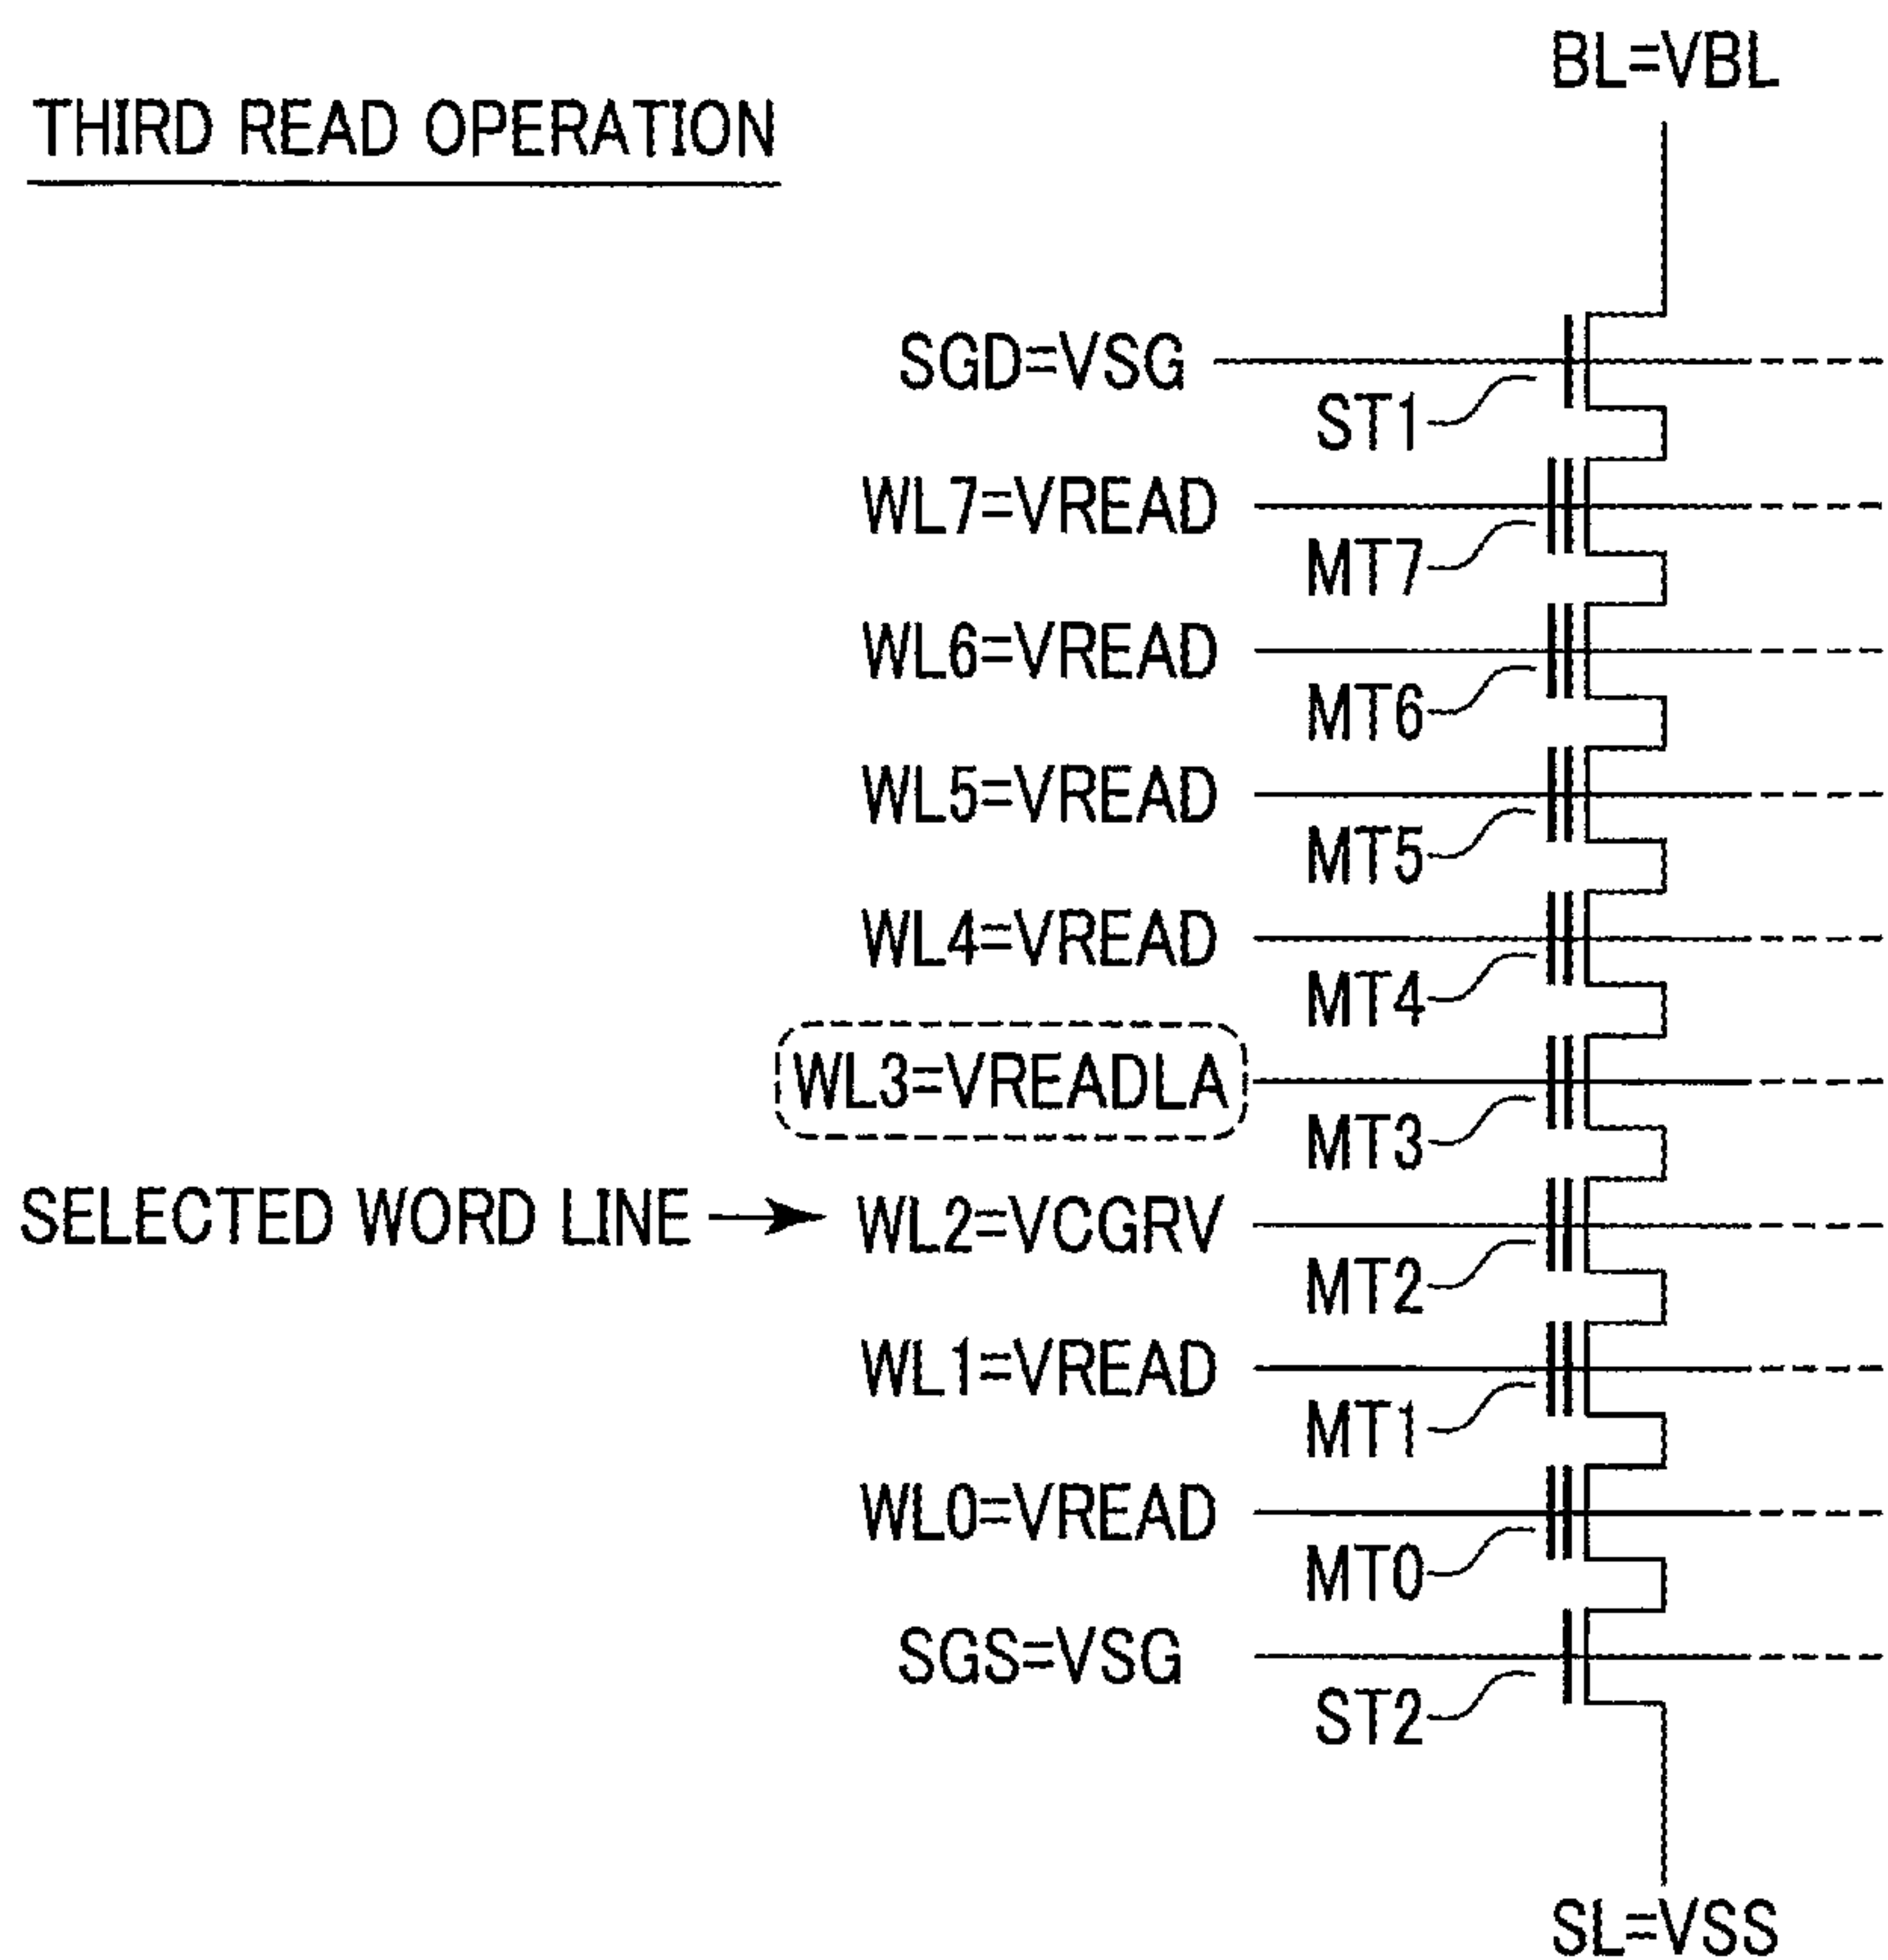 BL=VBL
THIRD READ OPERATION
SGD=VSG
ST1
WL7=VREAD
MT7
WL6=VREAD
MT6
WL5=VREAD
MT5
WL4=VREAD
MT4
WL3=VREADLA
MT3
SELECTED WORD LINE → WL2=VCGRV
MT2
WL1=VREAD
MT1
WL0=VREAD
MT0
SGS=VSG
ST2
SL=VSS